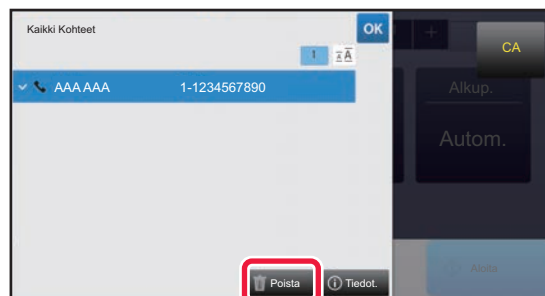 Kaikki Kohteet
OK
+
CA
1
AAA AAA 1-1234567890
Alkup.
Autom.
Poista
Tiedot.
Aloita